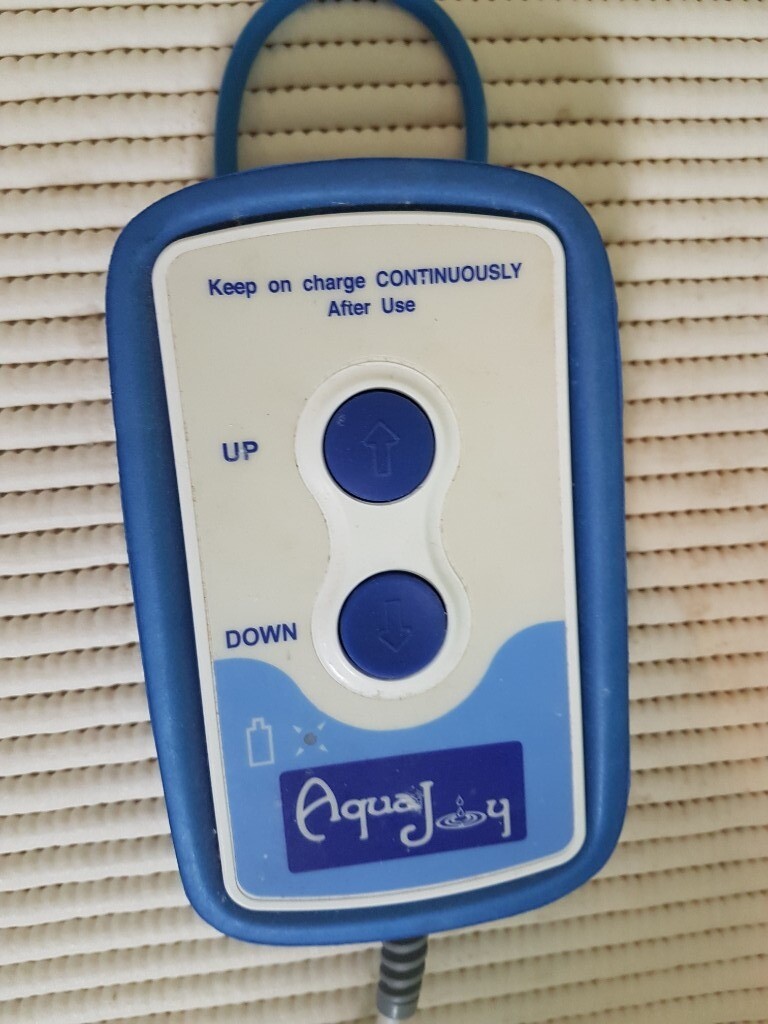 Keep on charge CONTINUOUSLY
After Use
UP
DOWN
AquaJoy